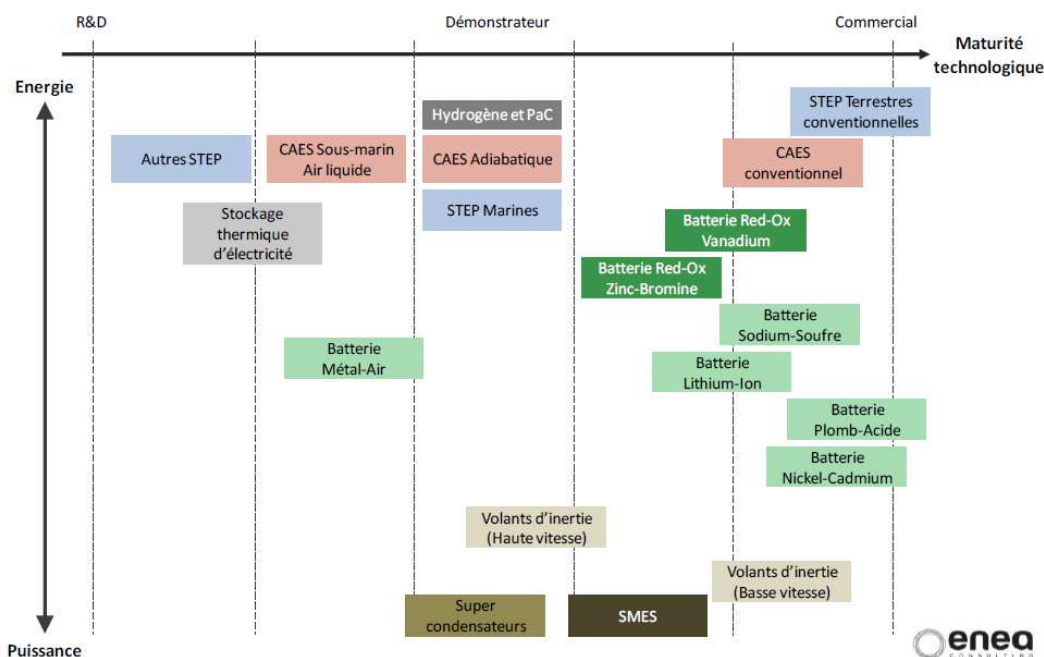 R&D
Démonstrateur
Commercial
Maturité
technologique
Energie
Hydrogène et PaC
STEP Terrestres
conventionnelles
Autres STEP
CAES Sous-marin
Air liquide
CAES Adiabatique
CAES
conventionnel
STEP Marines
Stockage
thermique
d'électricité
Batterie Red-Ox
Vanadium
Batterie Red-Ox
Zinc-Bromine
Batterie
Sodium-Soufre
Batterie
Métal-Air
Batterie
Lithium-Ion
Batterie
Plomb-Acide
Batterie
Nickel-Cadmium
Volants d'inertie
(Haute vitesse)
Volants d'inertie
(Basse vitesse)
Super
condensateurs
SMES
Puissance
enea
CONSULTING